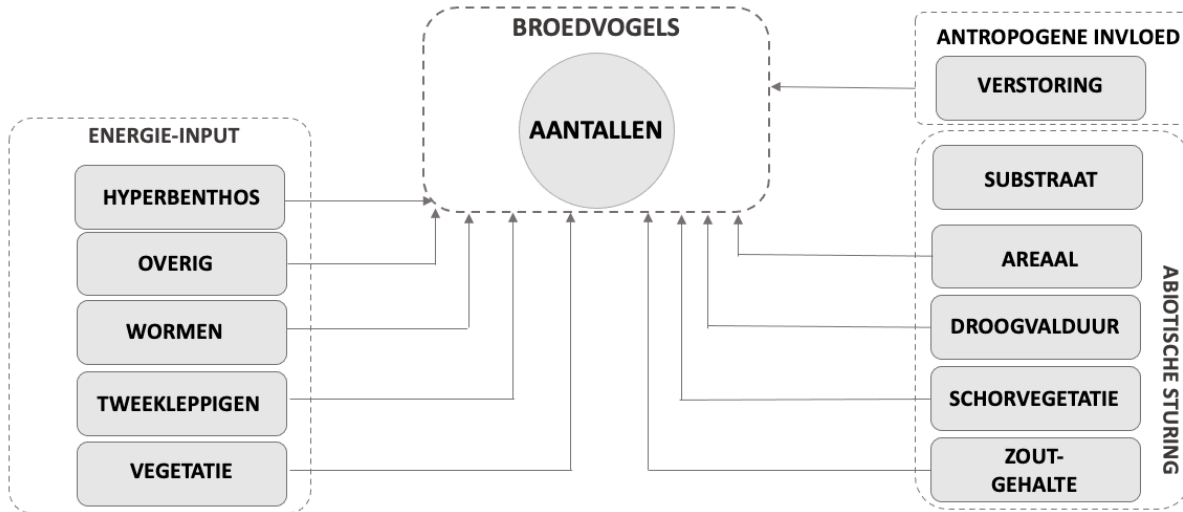 BROEDVOGELS
AANTALLEN
ANTROPOGENE INVLOED
VERSTORING
ENERGIE-INPUT
HYPERBENTHOS
OVERIG
WORMEN
TWEEKLEPPIGEN
VEGETATIE
SUBSTRAAT
AREAAL
DROOGVALDUUR
SCHORVEGETATIE
ZOUT-
GEHALTE
ABIOTISCHE STURING